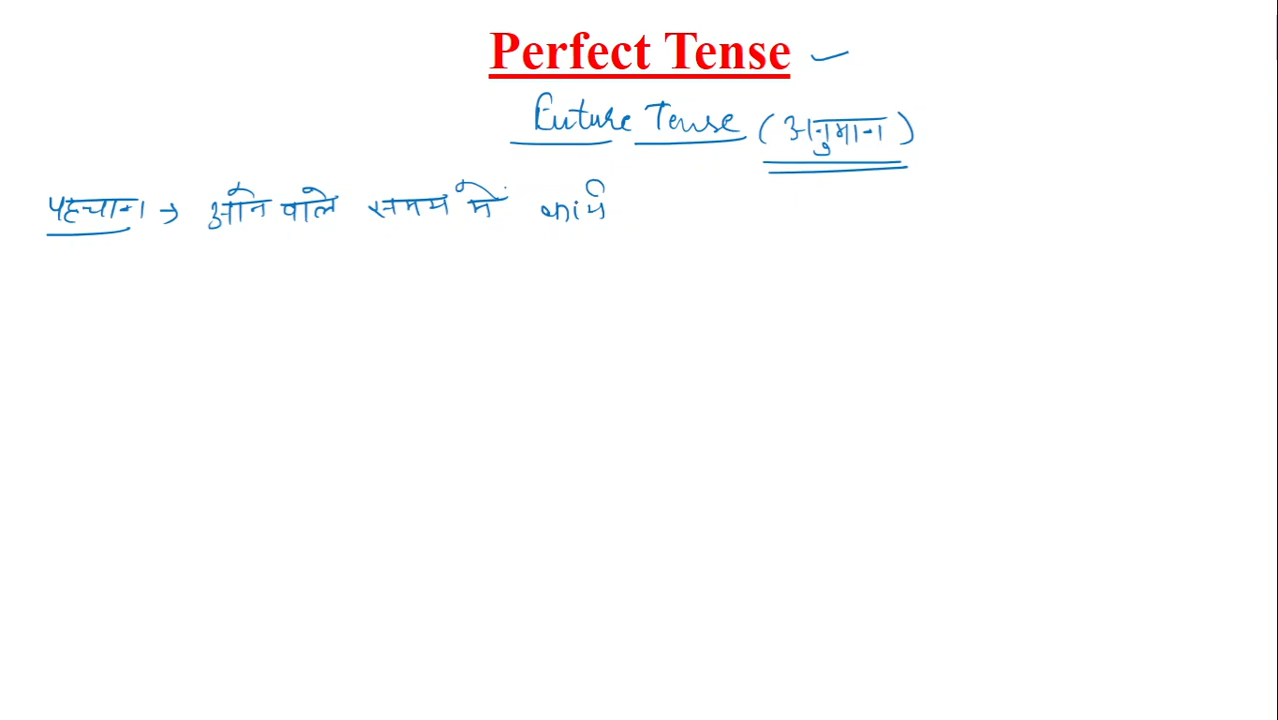 Perfect Tense
Future Tense (अनुमान)
पहचान → आने वाले समय में कार्य